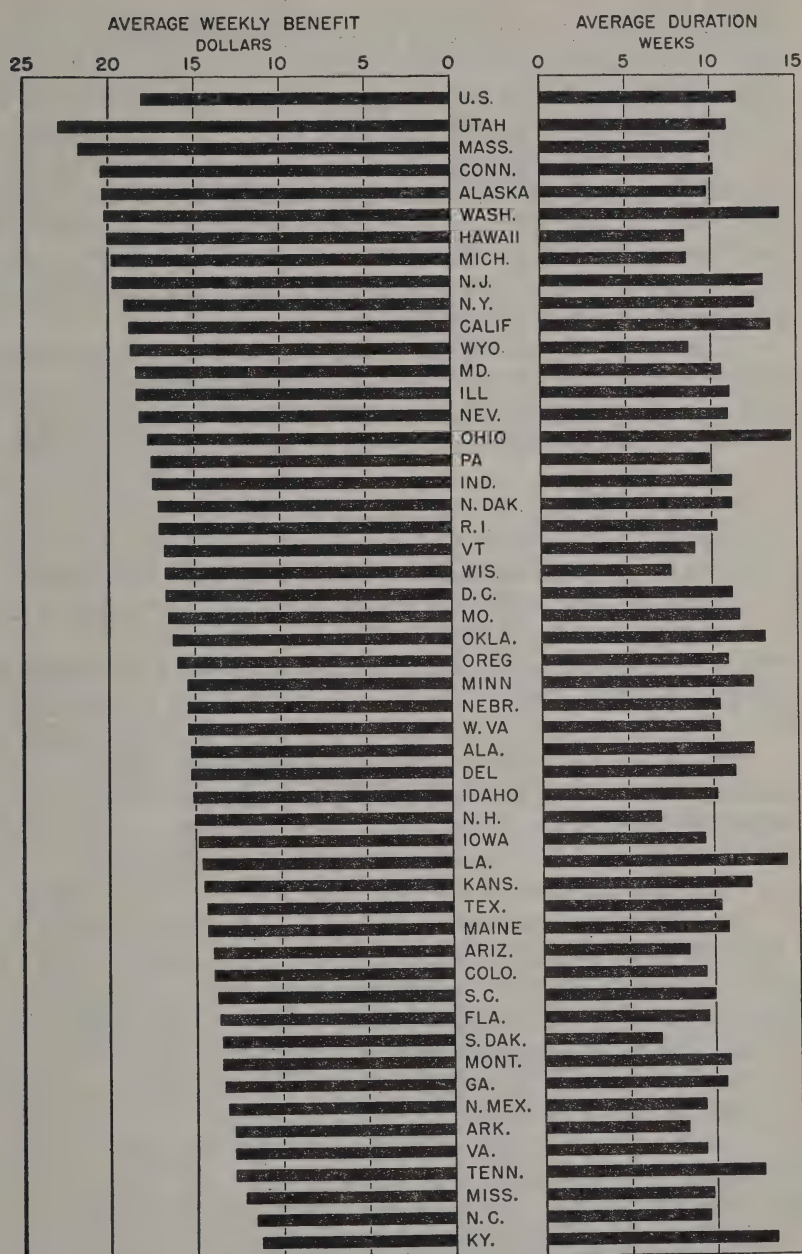 AVERAGE WEEKLY BENEFIT
DOLLARS
AVERAGE DURATION
WEEKS
25 20 15 10 5 0
0 5 10 15
U.S.
UTAH
MASS.
CONN.
ALASKA
WASH.
HAWAII
MICH.
N.J.
N.Y.
CALIF
WYO.
MD.
ILL
NEV.
OHIO
PA
IND.
N. DAK.
R.I
VT
WIS.
D.C.
MO.
OKLA.
OREG
MINN
NEBR.
W. VA
ALA.
DEL
IDAHO
N.H.
IOWA
LA.
KANS.
TEX.
MAINE
ARIZ.
COLO.
S.C.
FLA.
S. DAK.
MONT.
GA.
N. MEX.
ARK.
VA.
TENN.
MISS.
N.C.
KY.